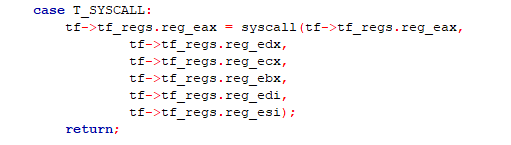 case T_SYSCALL:
tf->tf_regs.reg_eax = syscall(tf->tf_regs.reg_eax,
tf->tf_regs.reg_edx,
tf->tf_regs.reg_ecx,
tf->tf_regs.reg_ebx,
tf->tf_regs.reg_edi,
tf->tf_regs.reg_esi);
return;